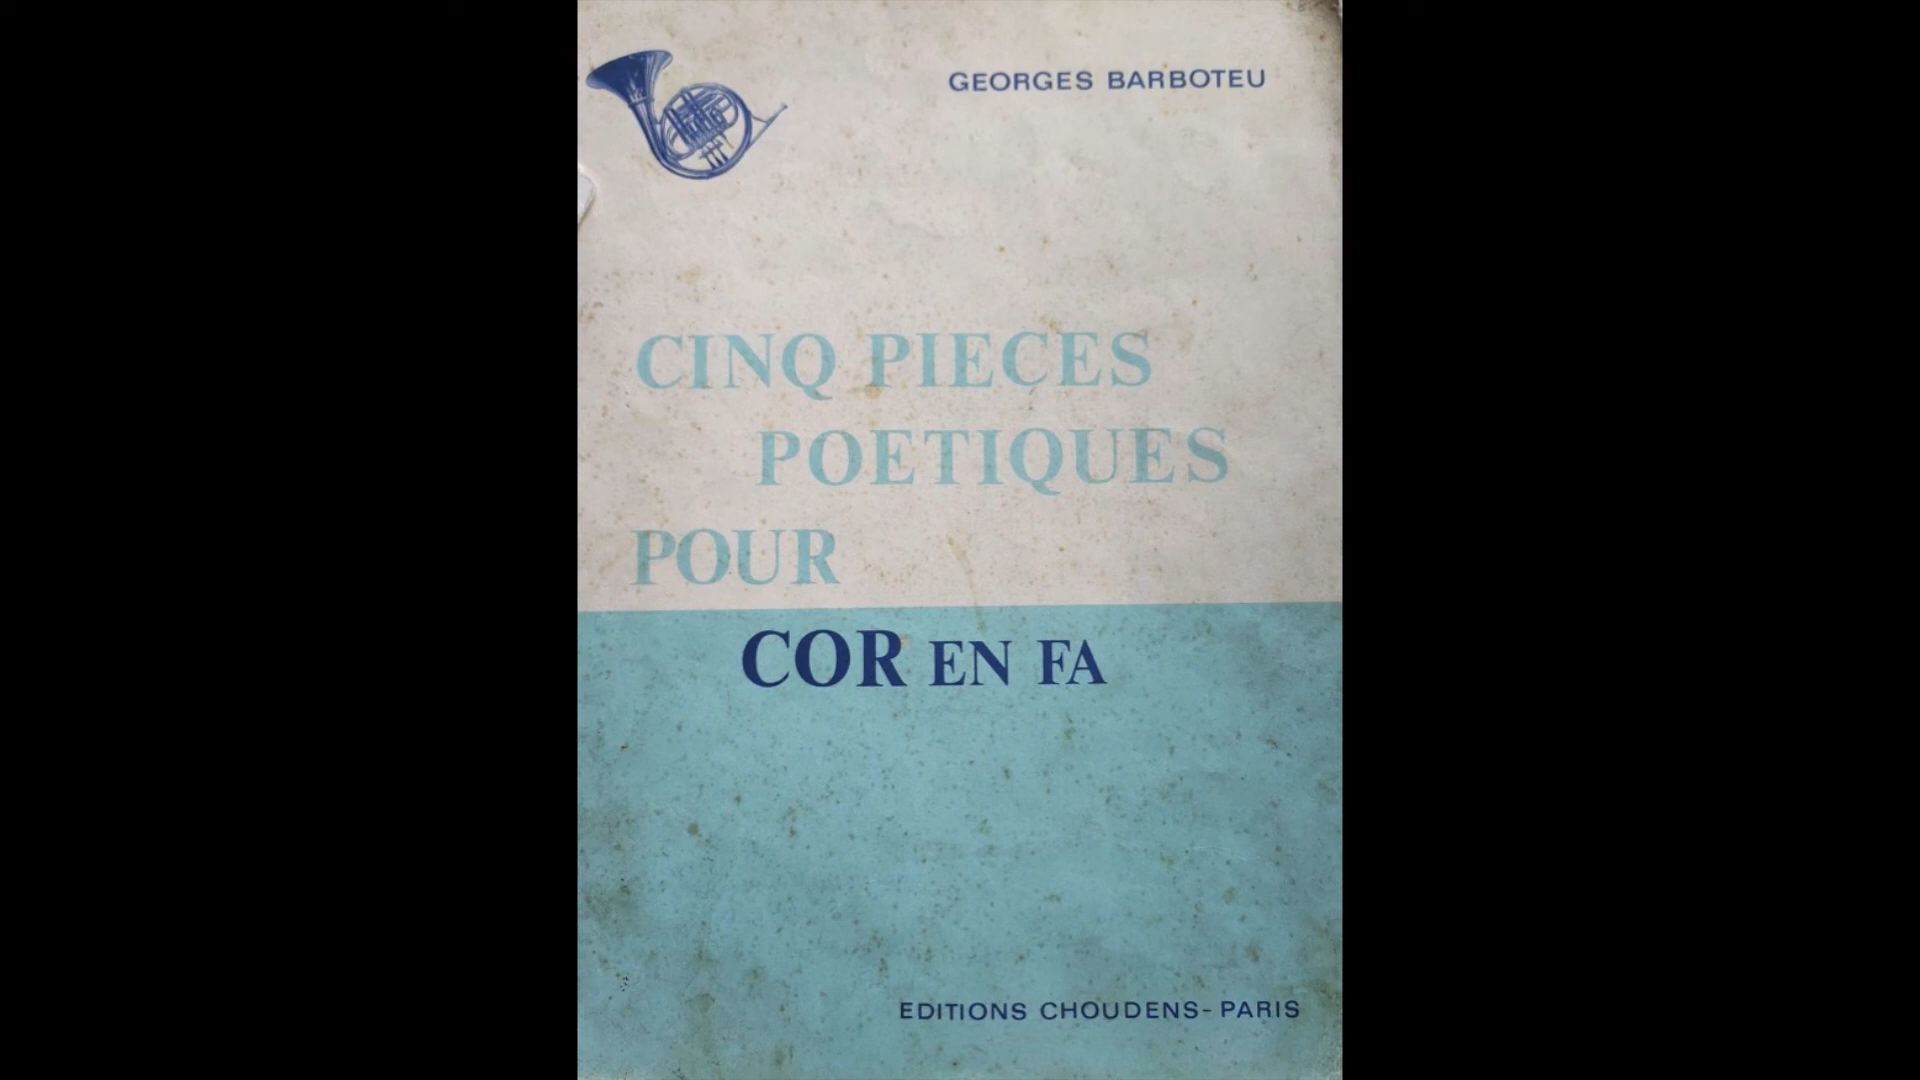 GEORGES BARBOTEU
CINQ PIECES
POETIQUES
POUR
COR EN FA
EDITIONS CHOUDENS-PARIS